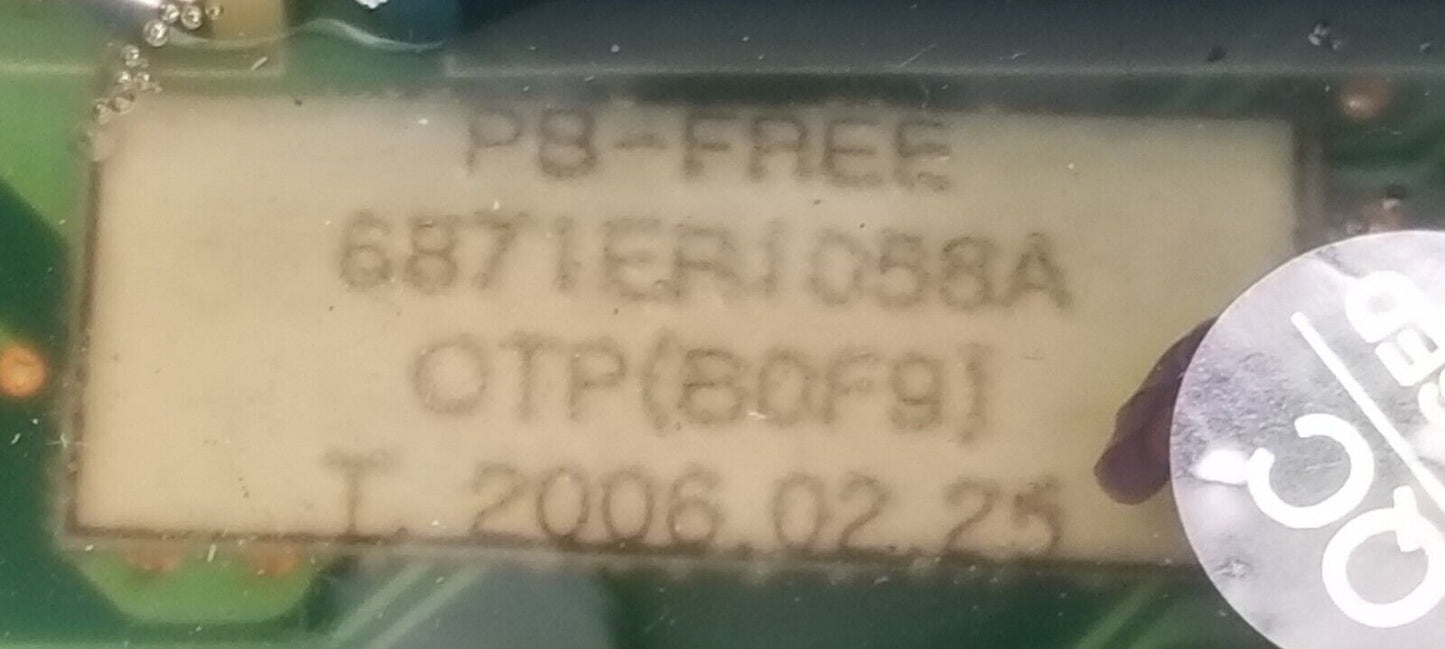 PB-FREE
6871ER1058A
OTP(B0F9)
T. 2006.02.25